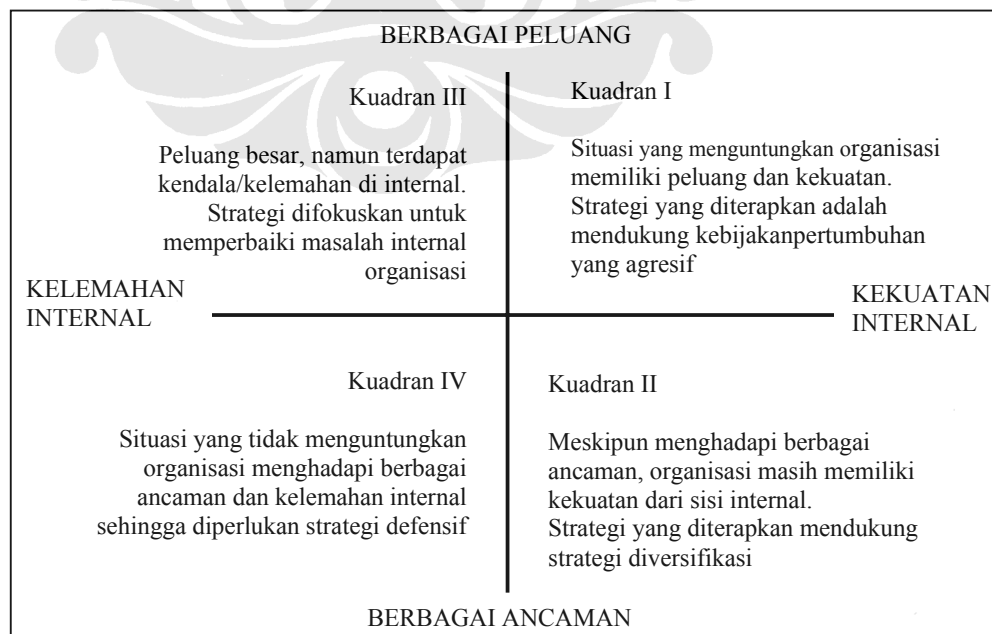 BERBAGAI PELUANG
Kuadran III
Peluang besar, namun terdapat
kendala/kelemahan di internal.
Strategi difokuskan untuk
memperbaiki masalah internal
organisasi
Kuadran I
Situasi yang menguntungkan organisasi
memiliki peluang dan kekuatan.
Strategi yang diterapkan adalah
mendukung kebijakanpertumbuhan
yang agresif
KELEMAHAN
INTERNAL
KEKUATAN
INTERNAL
Kuadran IV
Situasi yang tidak menguntungkan
organisasi menghadapi berbagai
ancaman dan kelemahan internal
sehingga diperlukan strategi defensif
Kuadran II
Meskipun menghadapi berbagai
ancaman, organisasi masih memiliki
kekuatan dari sisi internal.
Strategi yang diterapkan mendukung
strategi diversifikasi
BERBAGAI ANCAMAN